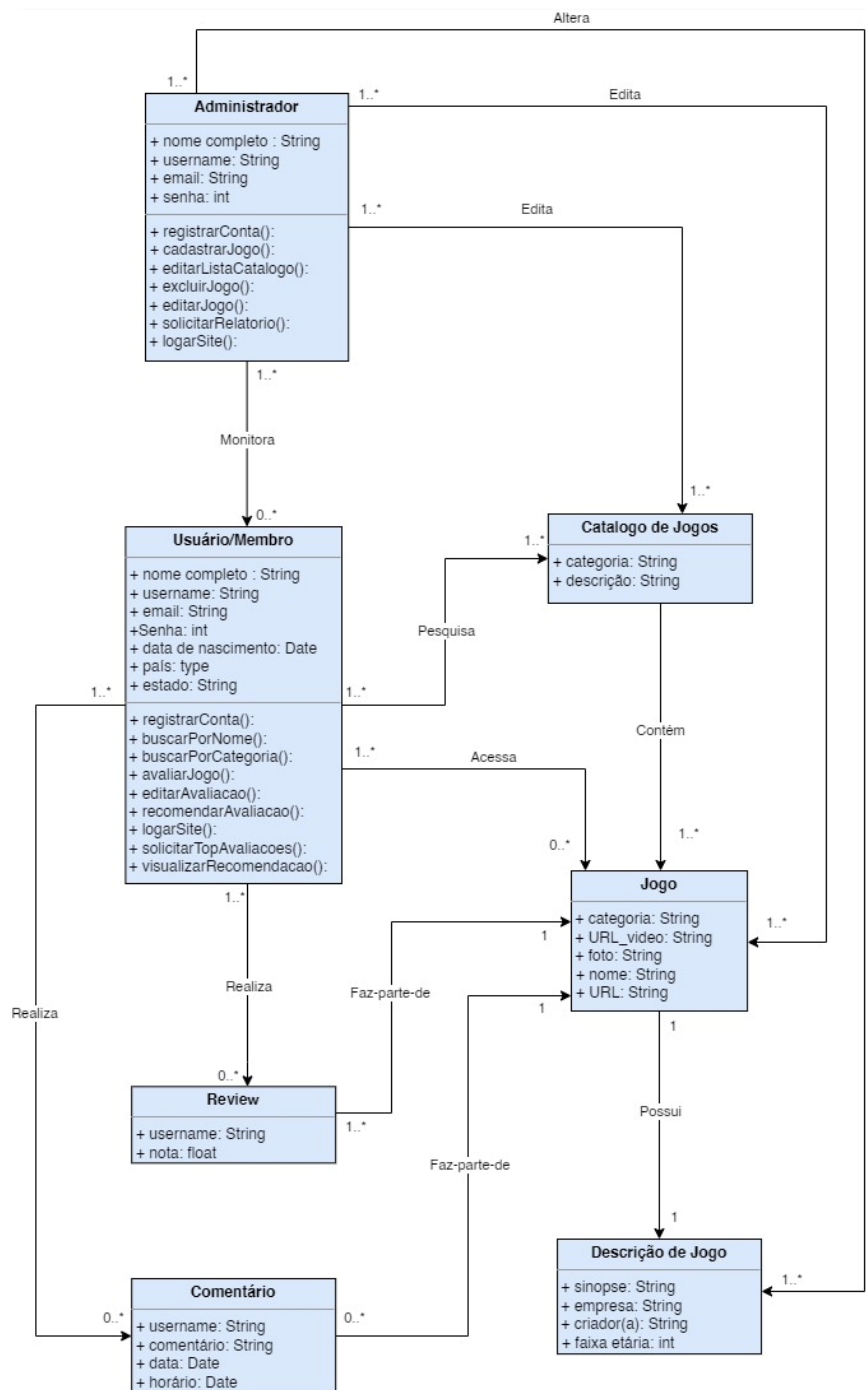 Altera
1..*
Administrador
+ nome completo : String
+ username: String
+ email: String
+ senha: int
+ registrarConta():
+ cadastrarJogo():
+ editarListaCatalogo():
+ excluirJogo():
+ editarJogo():
+ solicitarRelatorio():
+ logarSite():
1..*
Edita
1..*
Edita
1..*
Monitora
0..*
1..*
Usuário/Membro
+ nome completo : String
+ username: String
+ email: String
+Senha: int
+ data de nascimento: Date
+ país: type
+ estado: String
+ registrarConta():
+ buscarPorNome():
+ buscarPorCategoria():
+ avaliarJogo():
+ editarAvaliacao():
+ recomendarAvaliacao():
+ logarSite():
+ solicitarTopAvaliacoes():
+ visualizarRecomendacao():
1..*
Catalogo de Jogos
+ categoria: String
+ descrição: String
Pesquisa
1..*
1..*
Contém
1..*
Acessa
0..*
1..*
Jogo
+ categoria: String
+ URL_video: String
+ foto: String
+ nome: String
+ URL: String
1..*
1..*
1
Realiza
Faz-parte-de
Realiza
1
1
0..*
Review
+ username: String
+ nota: float
1..*
Possui
Faz-parte-de
1
Descrição de Jogo
+ sinopse: String
+ empresa: String
+ criador(a): String
+ faixa etária: int
1..*
Comentário
+ username: String
+ comentário: String
+ data: Date
+ horário: Date
0..*
0..*